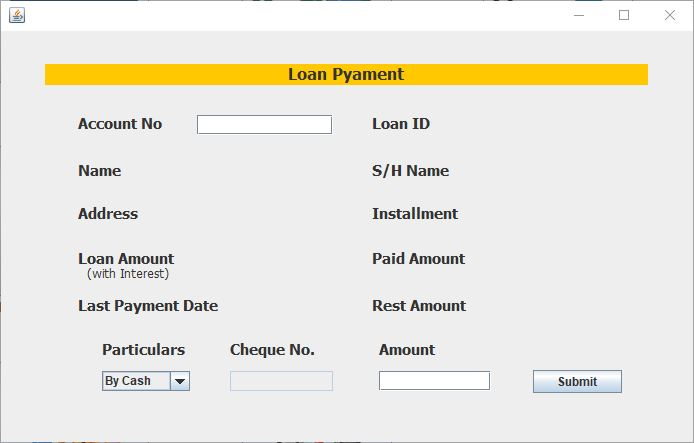 Loan Pyament
Account No Loan ID
Name S/H Name
Address Installment
Loan Amount Paid Amount
(with Interest)
Last Payment Date Rest Amount
Particulars Cheque No. Amount
By Cash Submit